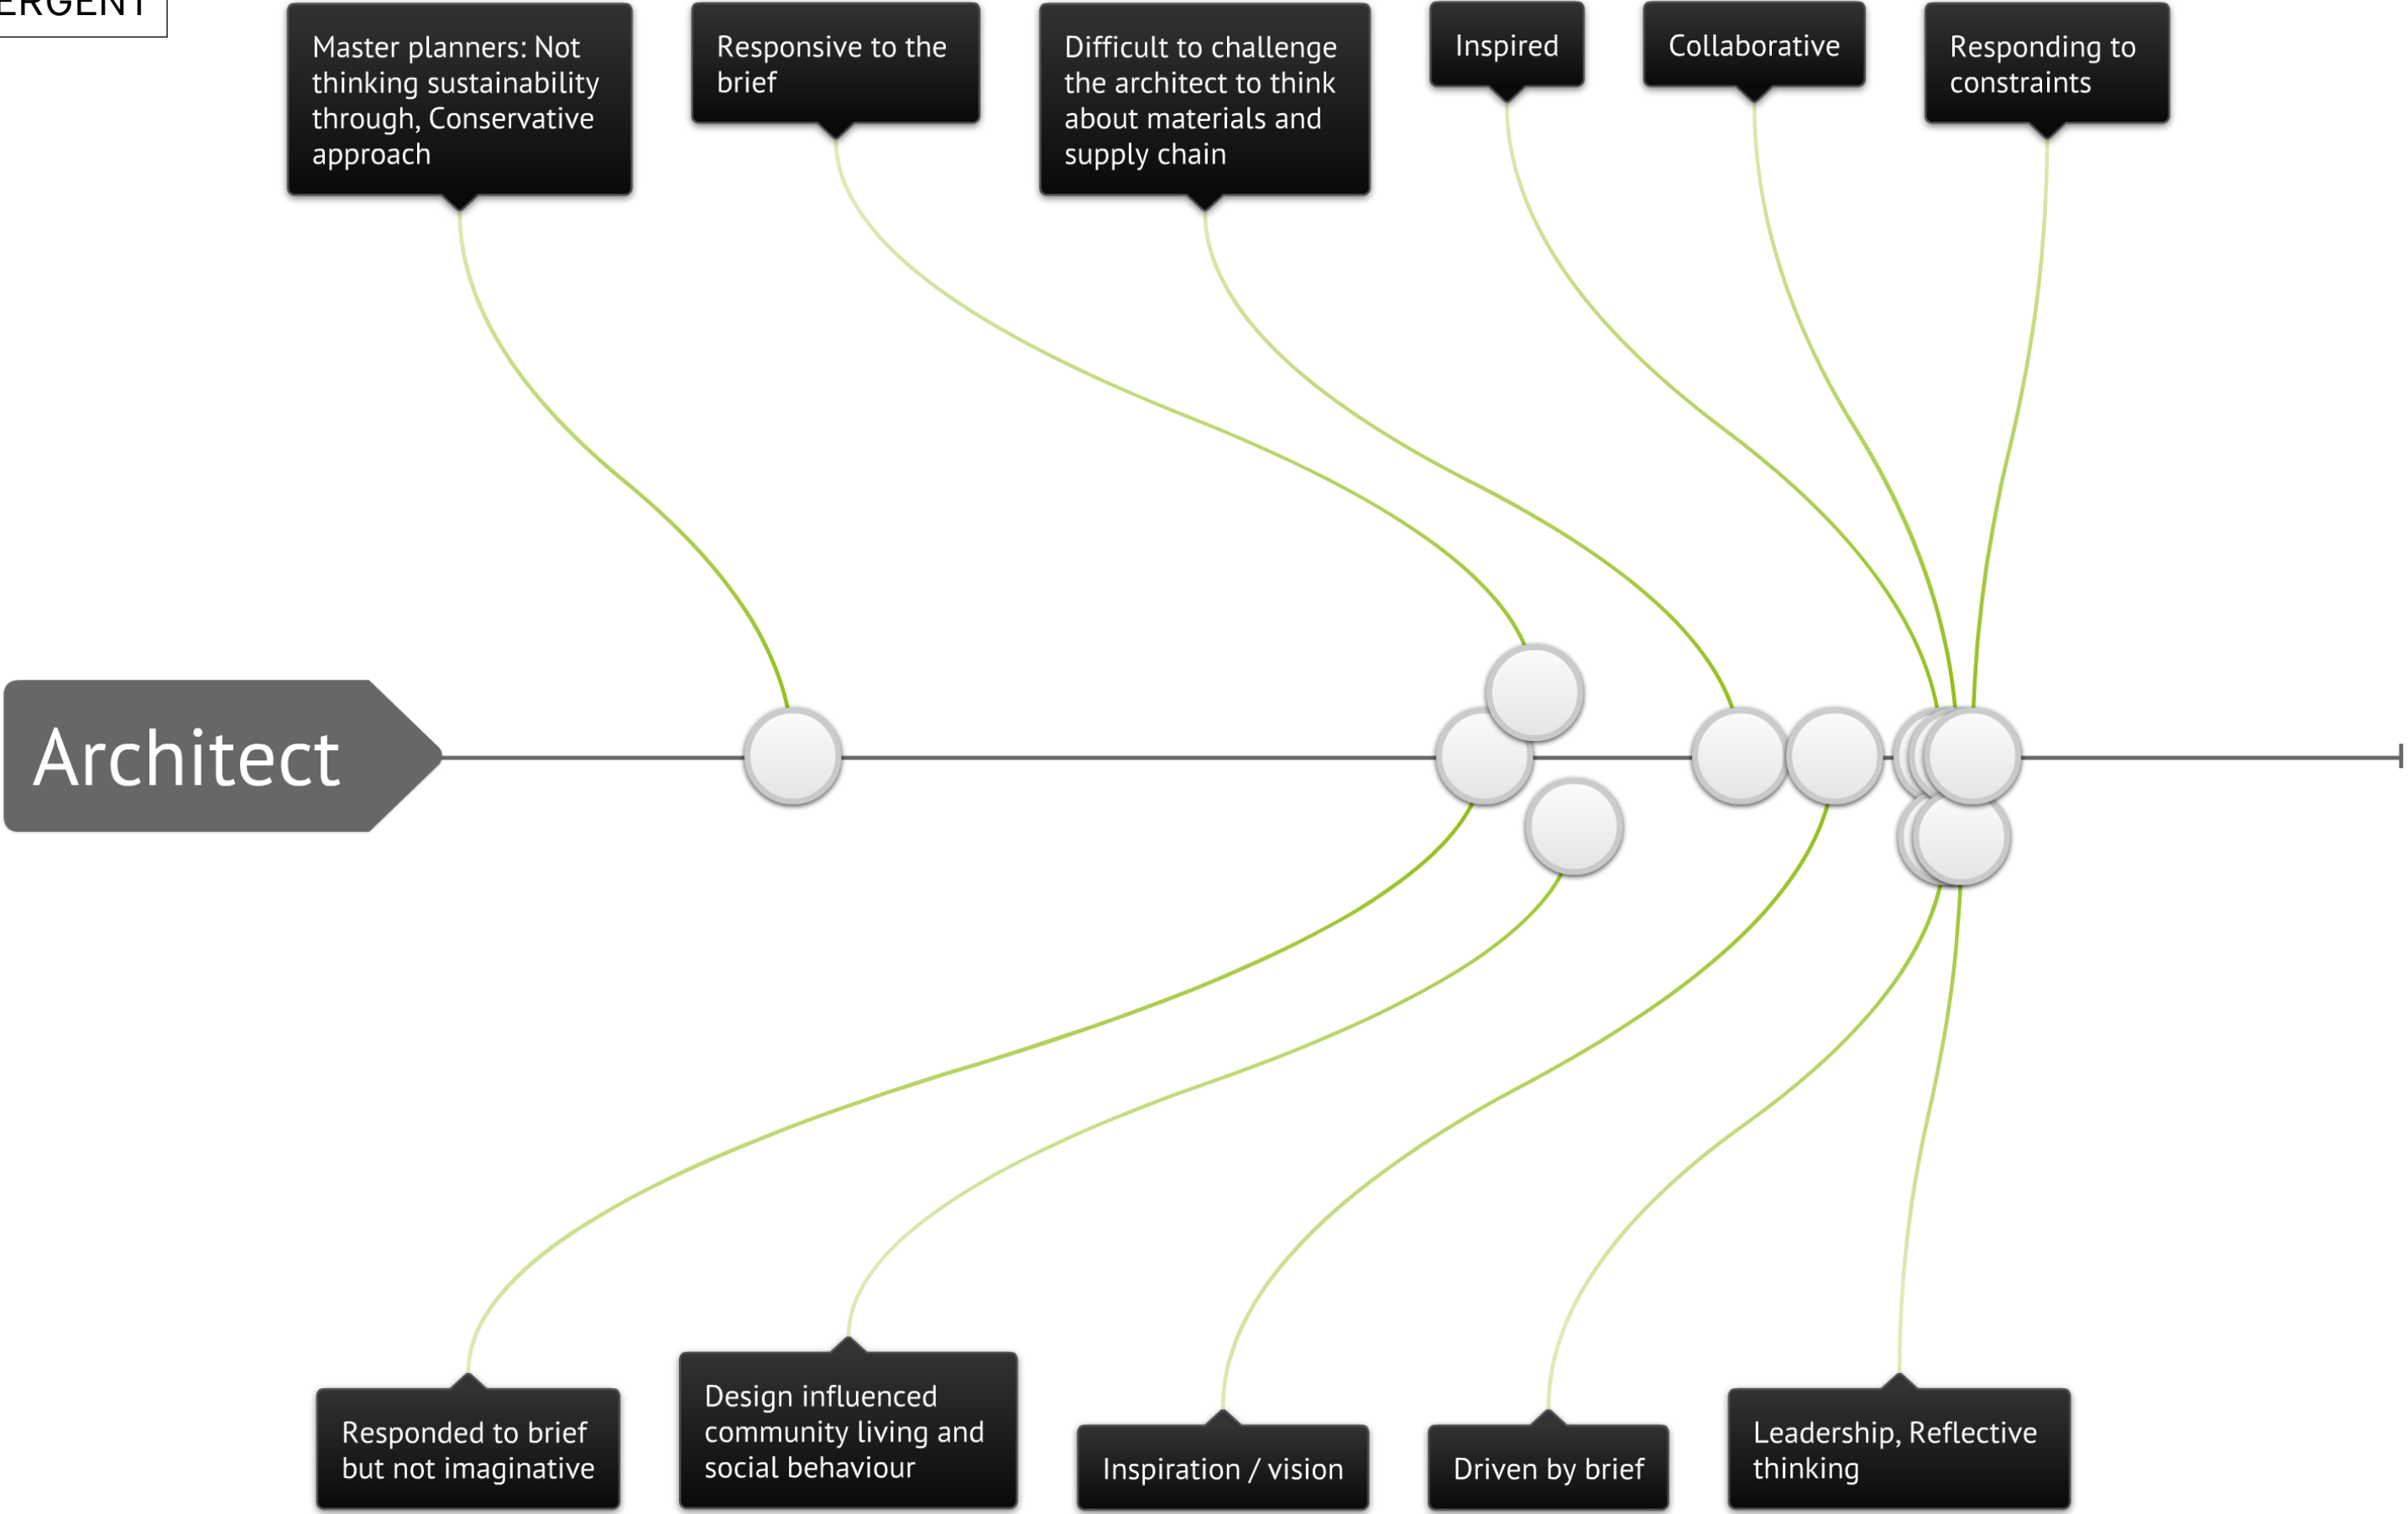 ERGENT
Master planners: Not
thinking sustainability
through, Conservative
approach
Responsive to the
brief
Difficult to challenge
the architect to think
about materials and
supply chain
Inspired
Collaborative
Responding to
constraints
Architect
Responded to brief
but not imaginative
Design influenced
community living and
social behaviour
Inspiration / vision
Driven by brief
Leadership, Reflective
thinking